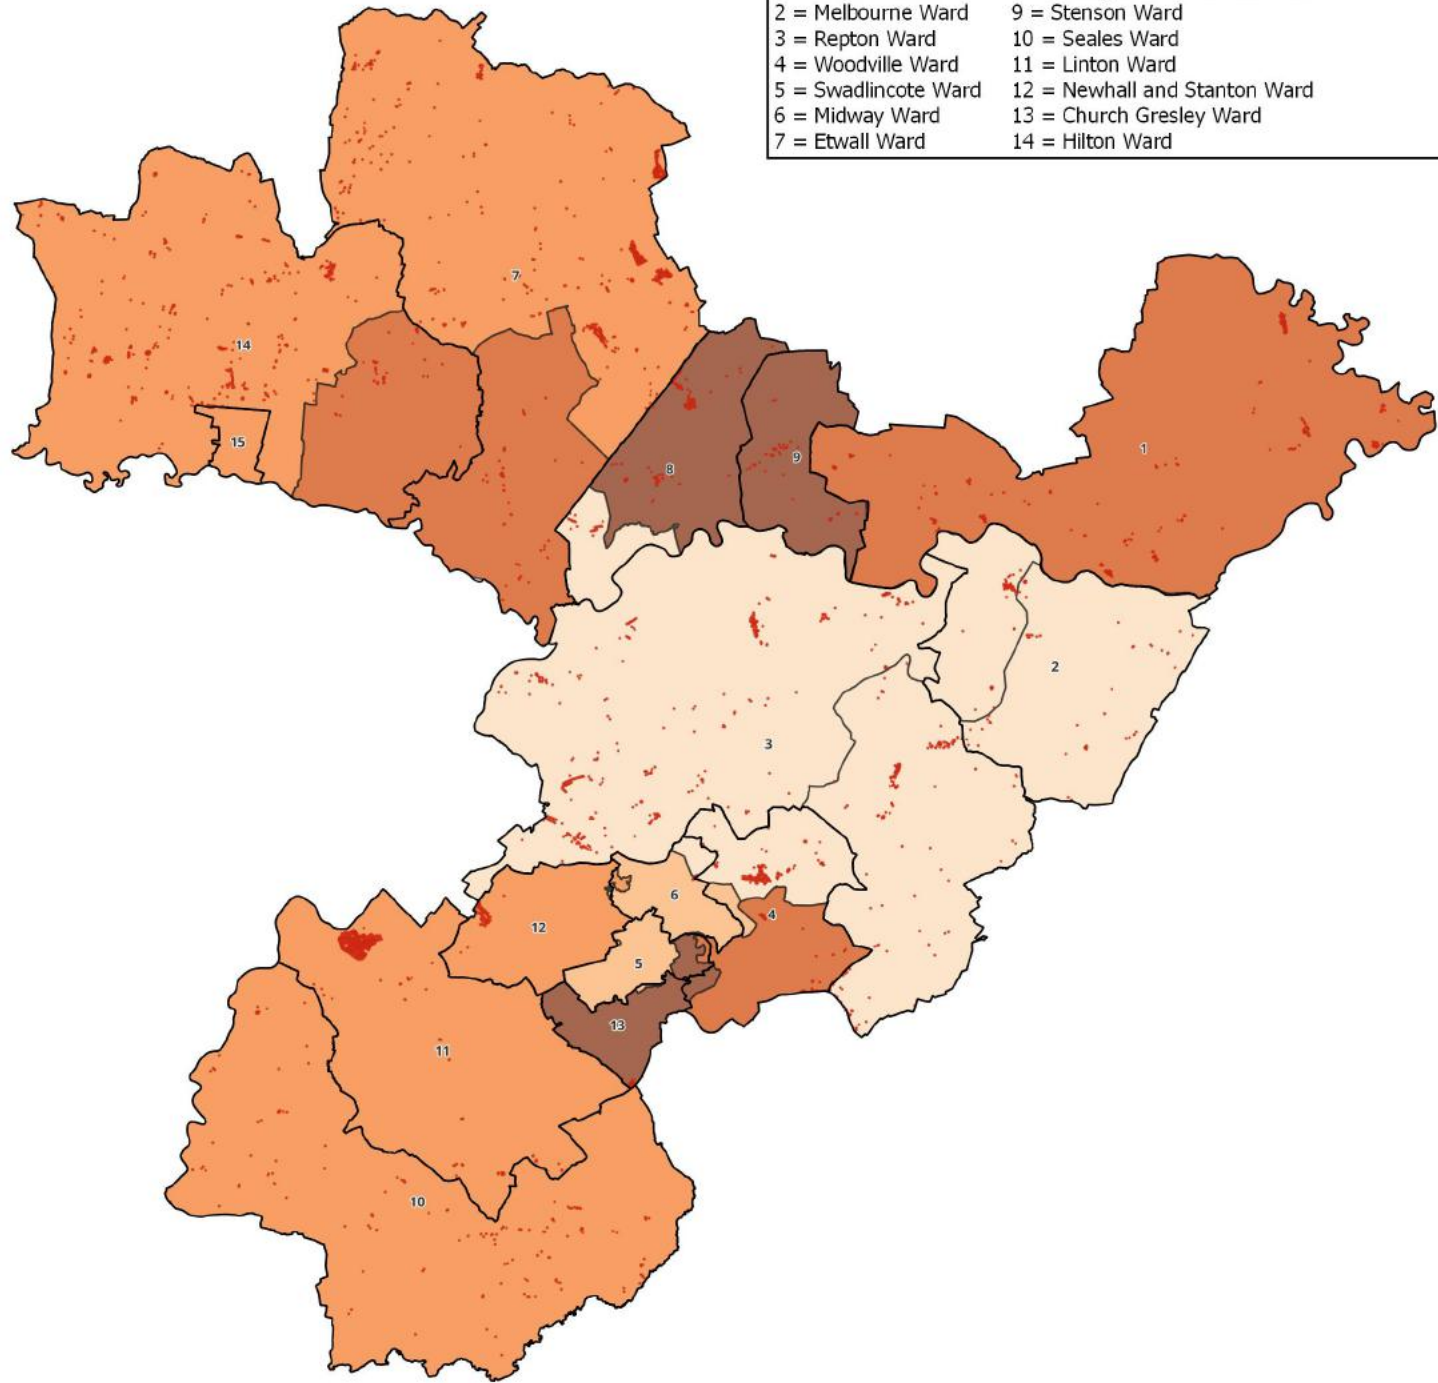 2 = Melbourne Ward 9 = Stenson Ward
3 = Repton Ward 10 = Seales Ward
4 = Woodville Ward 11 = Linton Ward
5 = Swadlincote Ward 12 = Newhall and Stanton Ward
6 = Midway Ward 13 = Church Gresley Ward
7 = Etwall Ward 14 = Hilton Ward
7
14
15
9
1
8
2
3
6
4
12
5
13
11
10